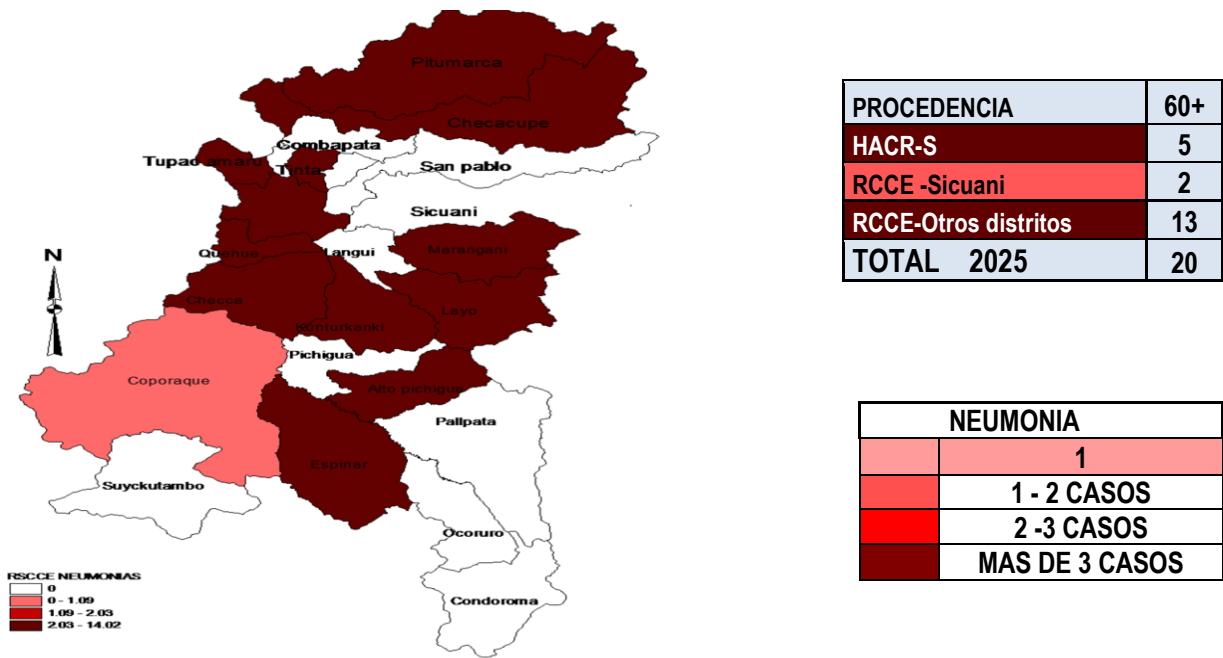 Pitumarca
Checacupe
Combapata
Tupac amaru
Tinta
San pablo
Sicuani
Quehue
Langui
Marangani
N
Checca
Layo
Kunturkanki
Pichigua
Coporaque
Alto pichigua
Pallpata
Espinar
Suyckutambo
Ocoruro
Condoroma
RSCCE NEUMONIAS
0
0 - 1.09
1.09 - 2.03
2.03 - 14.02
PROCEDENCIA 60+
HACR-S 5
RCCE -Sicuani 2
RCCE-Otros distritos 13
TOTAL 2025 20
NEUMONIA
1
1 - 2 CASOS
2 -3 CASOS
MAS DE 3 CASOS